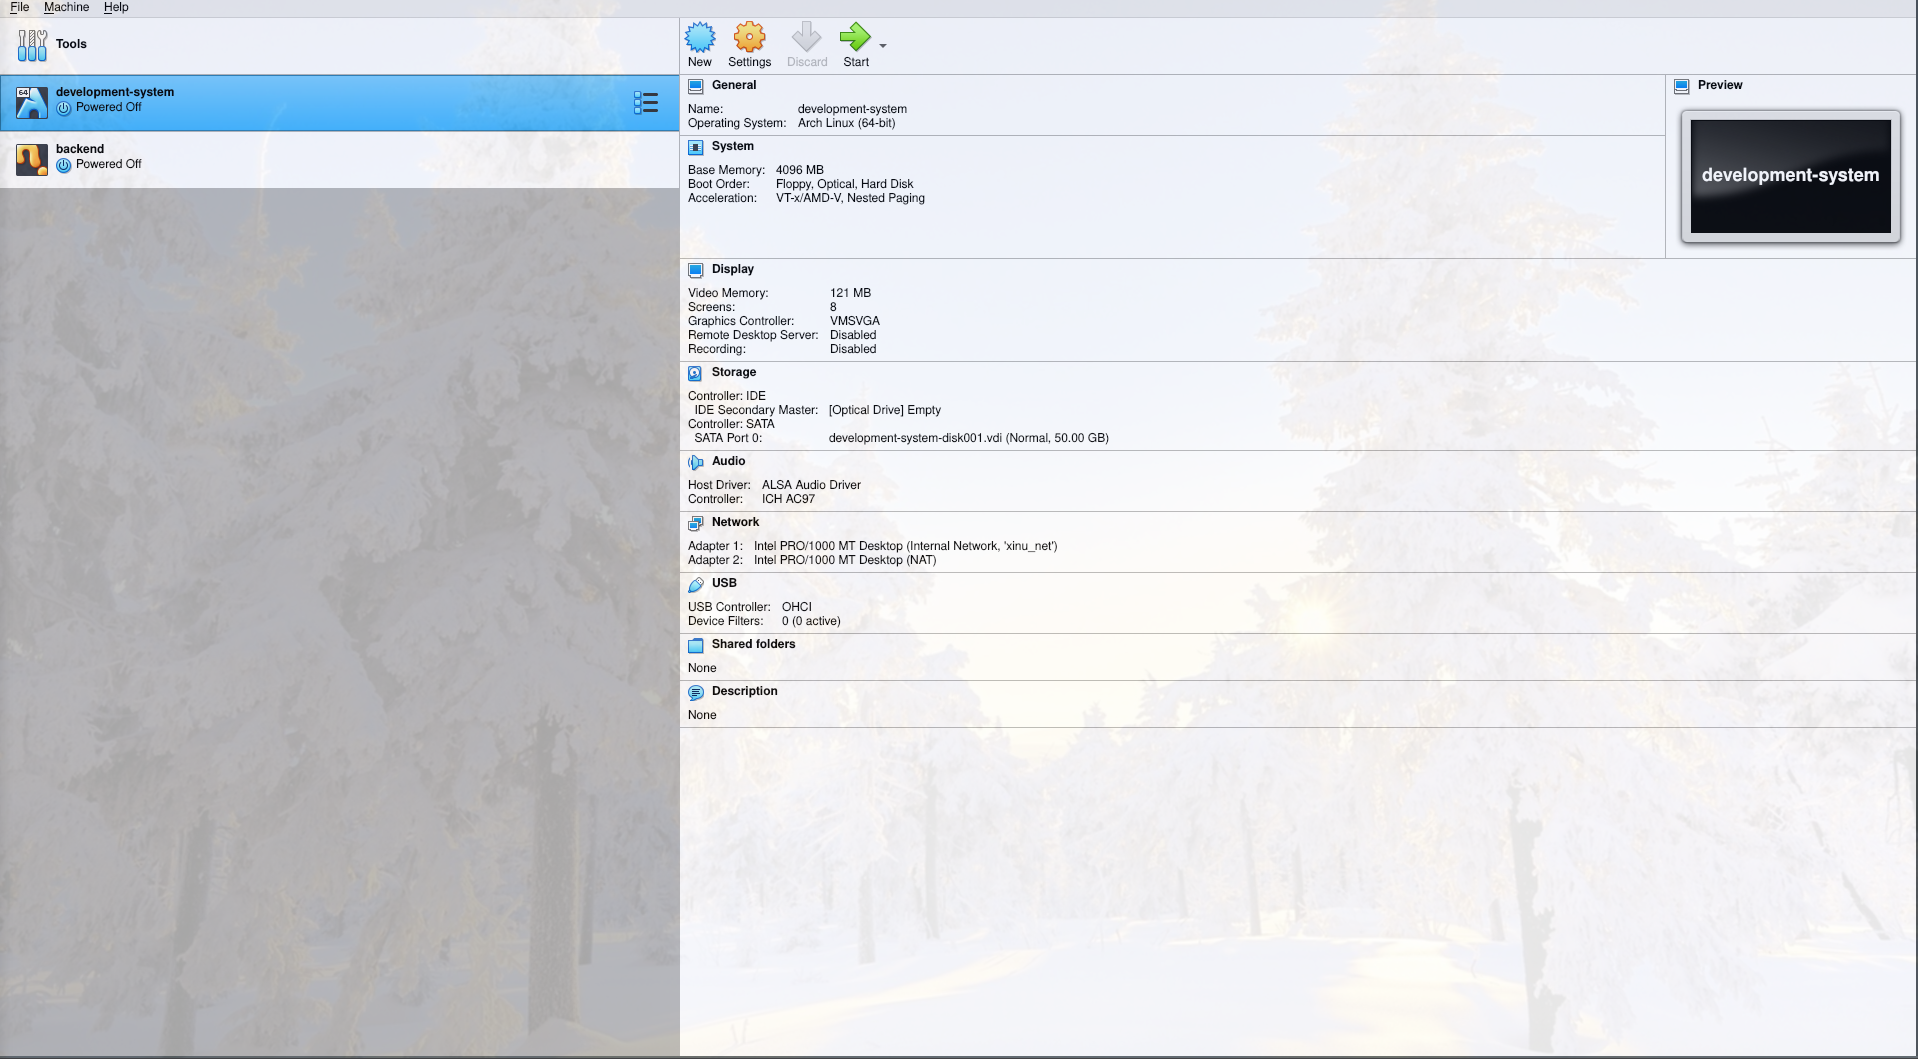 File Machine Help
Tools
New Settings Discard Start
64
development-system
Powered Off
backend
Powered Off
General
Name: development-system
Operating System: Arch Linux (64-bit)
System
Base Memory: 4096 MB
Boot Order: Floppy, Optical, Hard Disk
Acceleration: VT-x/AMD-V, Nested Paging
Preview
development-system
Display
Video Memory: 121 MB
Screens: 8
Graphics Controller: VMSVGA
Remote Desktop Server: Disabled
Recording: Disabled
Storage
Controller: IDE
IDE Secondary Master: [Optical Drive] Empty
Controller: SATA
SATA Port 0: development-system-disk001.vdi (Normal, 50.00 GB)
Audio
Host Driver: ALSA Audio Driver
Controller: ICH AC97
Network
Adapter 1: Intel PRO/1000 MT Desktop (Internal Network, 'xinu_net')
Adapter 2: Intel PRO/1000 MT Desktop (NAT)
USB
USB Controller: OHCI
Device Filters: 0 (0 active)
Shared folders
None
Description
None